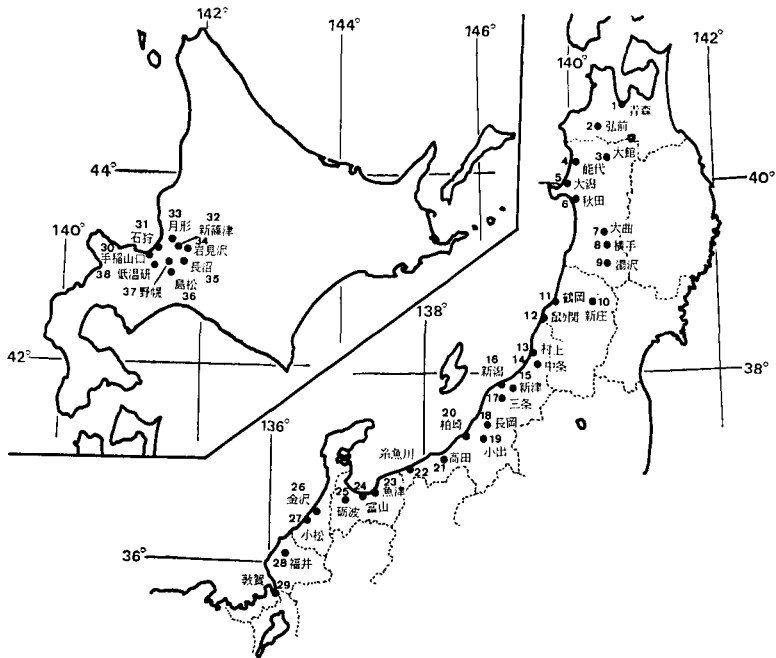 142°
144°
146°
44°
140°
42°
31
石狩
33
月形
32
新篠津
34
岩見沢
30
手稲山口
38
低温研
長沼
35
37 野幌
島松
36
140°
142°
40°
38°
138°
136°
36°
1
青森
2 弘前
3 大館
4 能代
5 大潟
6 秋田
7 大曲
8 横手
9 湯沢
11 鶴岡
10
新庄
12 鼠ケ関
13 村上
14 中条
16
新潟
15
新津
17 三条
20
柏崎
18
長岡
19
小出
糸魚川
22
21
高田
23
魚津
24
富山
25
砺波
26
金沢
27
小松
28 福井
敦賀
29